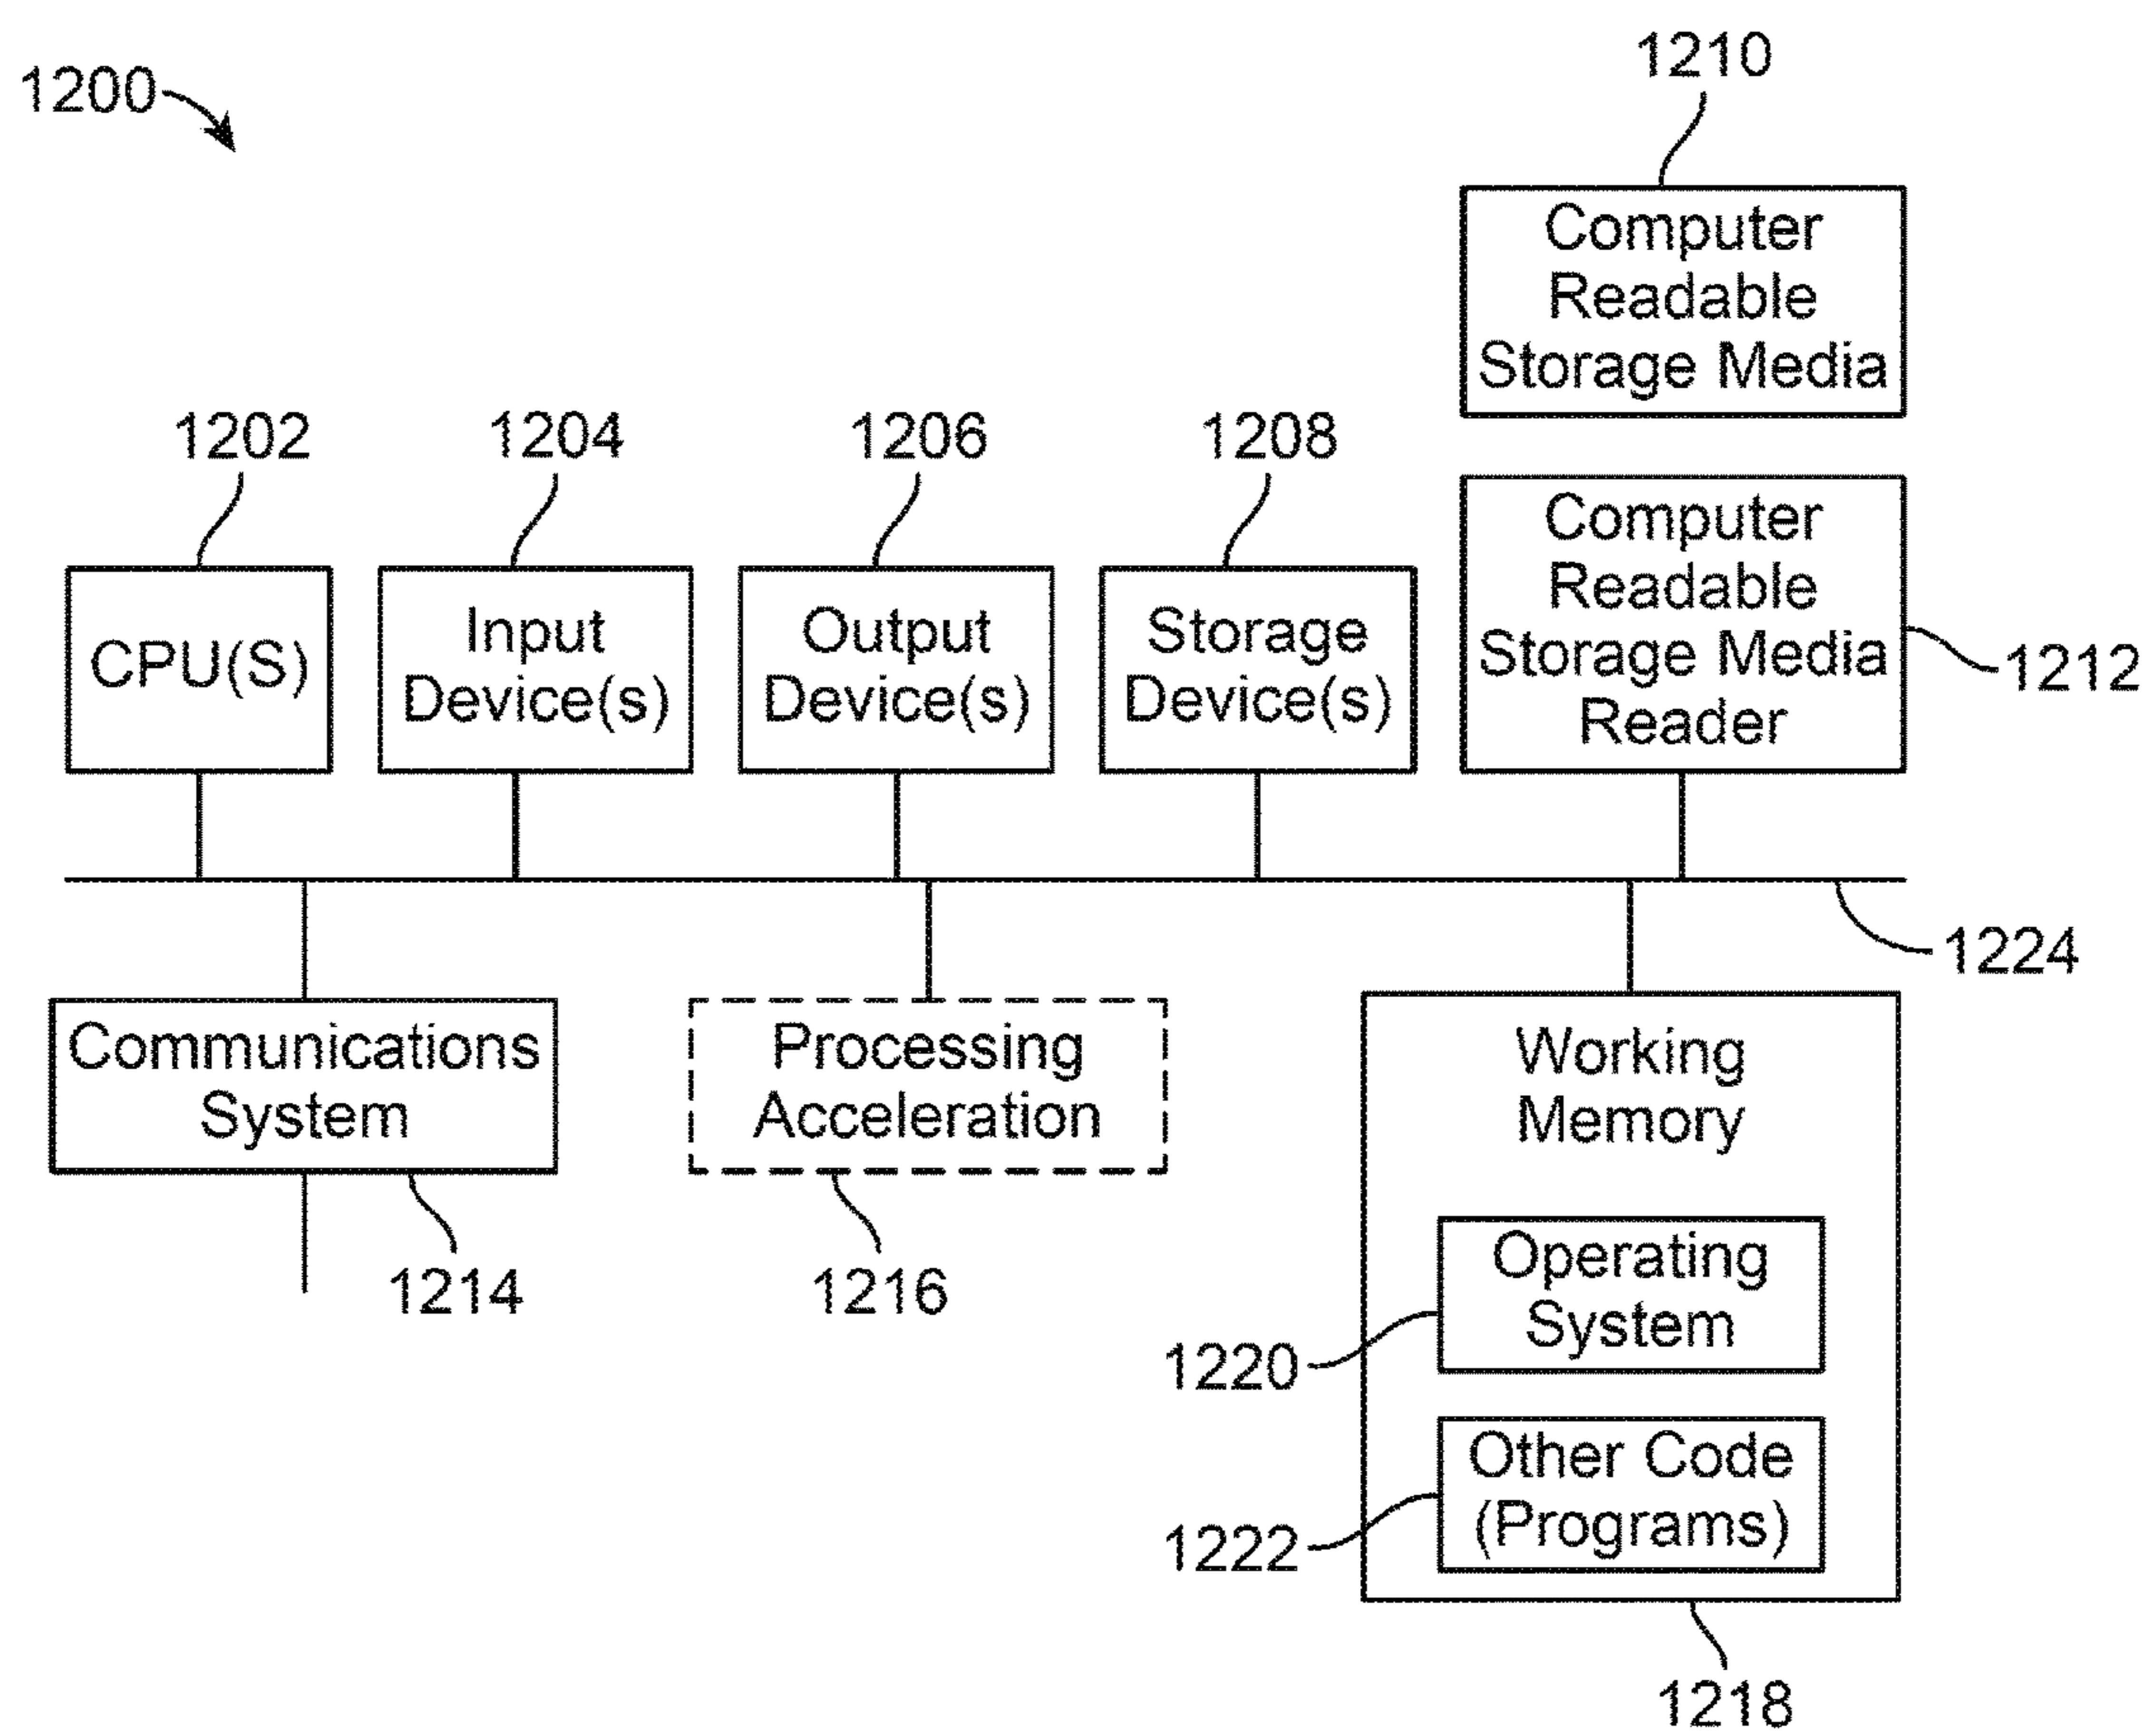 1200
1210
Computer
Readable
Storage Media
1202
1204
1206
1208
CPU(S)
Input
Device(s)
Output
Device(s)
Storage
Device(s)
Computer
Readable
Storage Media
Reader
1212
1224
Communications
System
1214
Processing
Acceleration
1216
Working
Memory
Operating
System
1220
Other Code
(Programs)
1222
1218